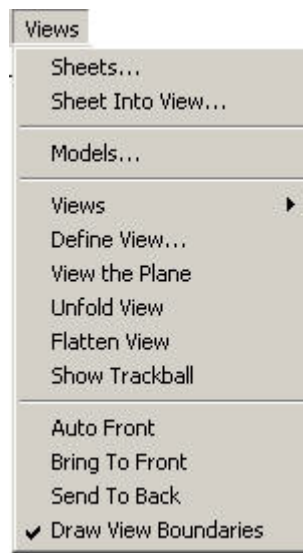 Views
Sheets...
Sheet Into View...
Models...
Views
Define View...
View the Plane
Unfold View
Flatten View
Show Trackball
Auto Front
Bring To Front
Send To Back
Draw View Boundaries